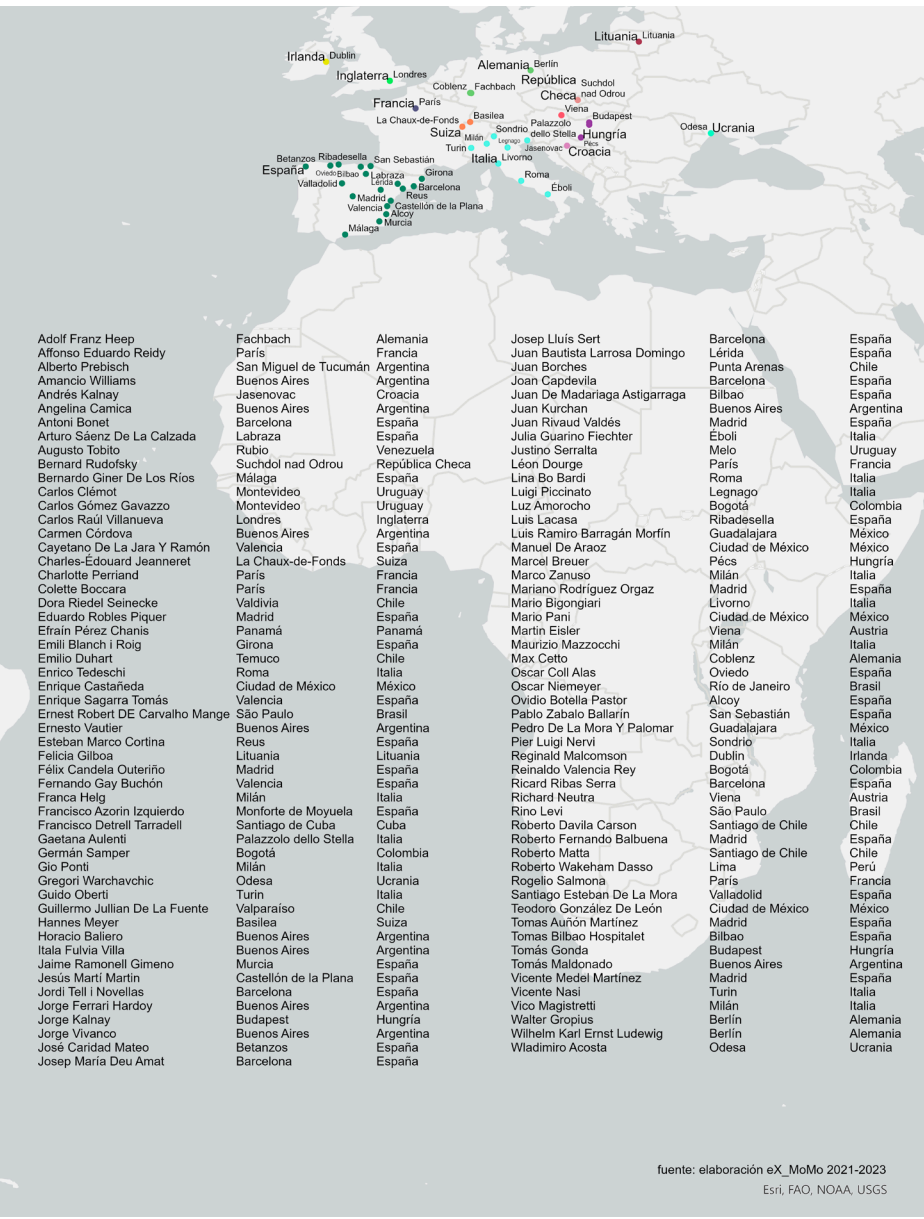 Lituania Lituania
Irlanda Dublin
Alemania Berlín
Inglaterra Londres
República
Checa
Suchdol
nad Odrou
Coblenz Fachbach
Francia París
Viena
La Chaux-de-Fonds
Basilea
Budapest
Suiza
Milán
Sondrio
Palazzolo
dello Stella
Hungría
Odesa Ucrania
Turin
Legnago
Jasenovac
Pécs
Croacia
Italia Livorno
Betanzos Ribadesella San Sebastián
España
Oviedo Bilbao Labraza
Girona
Roma
Valladolid
Lérida
Barcelona
Éboli
Madrid
Reus
Valencia
Castellón de la Plana
Alcoy
Murcia
Málaga
Adolf Franz Heep Fachbach Alemania
Affonso Eduardo Reidy París Francia
Alberto Prebisch San Miguel de Tucumán Argentina
Amancio Williams Buenos Aires Argentina
Andrés Kalnay Jasenovac Croacia
Angelina Camica Buenos Aires Argentina
Antoni Bonet Barcelona España
Arturo Sáenz De La Calzada Labraza España
Augusto Tobito Rubio Venezuela
Bernard Rudofsky Suchdol nad Odrou República Checa
Bernardo Giner De Los Ríos Málaga España
Carlos Clémot Montevideo Uruguay
Carlos Gómez Gavazzo Montevideo Uruguay
Carlos Raúl Villanueva Londres Inglaterra
Carmen Córdova Buenos Aires Argentina
Cayetano De La Jara Y Ramón Valencia España
Charles-Édouard Jeanneret La Chaux-de-Fonds Suiza
Charlotte Perriand París Francia
Colette Boccara París Francia
Dora Riedel Seinecke Valdivia Chile
Eduardo Robles Piquer Madrid España
Efraín Pérez Chanis Panamá Panamá
Emili Blanch i Roig Girona España
Emilio Duhart Temuco Chile
Enrico Tedeschi Roma Italia
Enrique Castañeda Ciudad de México México
Enrique Sagarra Tomás Valencia España
Ernest Robert DE Carvalho Mange São Paulo Brasil
Ernesto Vautier Buenos Aires Argentina
Esteban Marco Cortina Reus España
Felicia Gilboa Lituania Lituania
Félix Candela Outeriño Madrid España
Fernando Gay Buchón Valencia España
Franca Helg Milán Italia
Francisco Azorin Izquierdo Monforte de Moyuela España
Francisco Detrell Tarradell Santiago de Cuba Cuba
Gaetana Aulenti Palazzolo dello Stella Italia
Germán Samper Bogotá Colombia
Gio Ponti Milán Italia
Gregori Warchavchic Odesa Ucrania
Guido Oberti Turin Italia
Guillermo Jullian De La Fuente Valparaíso Chile
Hannes Meyer Basilea Suiza
Horacio Baliero Buenos Aires Argentina
Itala Fulvia Villa Buenos Aires Argentina
Jaime Ramonell Gimeno Murcia España
Jesús Martí Martin Castellón de la Plana España
Jordi Tell i Novellas Barcelona España
Jorge Ferrari Hardoy Buenos Aires Argentina
Jorge Kalnay Budapest Hungría
Jorge Vivanco Buenos Aires Argentina
José Caridad Mateo Betanzos España
Josep María Deu Amat Barcelona España
Josep Lluís Sert Barcelona España
Juan Bautista Larrosa Domingo Lérida España
Juan Borches Punta Arenas Chile
Joan Capdevila Barcelona España
Juan De Madariaga Astigarraga Bilbao España
Juan Kurchan Buenos Aires Argentina
Juan Rivaud Valdés Madrid España
Julia Guarino Fiechter Éboli Italia
Justino Serralta Melo Uruguay
Léon Dourge París Francia
Lina Bo Bardi Roma Italia
Luigi Piccinato Legnago Italia
Luz Amorocho Bogotá Colombia
Luis Lacasa Ribadesella España
Luis Ramiro Barragán Morfín Guadalajara México
Manuel De Araoz Ciudad de México México
Marcel Breuer Pécs Hungría
Marco Zanuso Milán Italia
Mariano Rodríguez Orgaz Madrid España
Mario Bigongiari Livorno Italia
Mario Pani Ciudad de México México
Martin Eisler Viena Austria
Maurizio Mazzocchi Milán Italia
Max Cetto Coblenz Alemania
Oscar Coll Alas Oviedo España
Oscar Niemeyer Río de Janeiro Brasil
Ovidio Botella Pastor Alcoy España
Pablo Zabalo Ballarín San Sebastián España
Pedro De La Mora Y Palomar Guadalajara México
Pier Luigi Nervi Sondrio Italia
Reginald Malcomson Dublin Irlanda
Reinaldo Valencia Rey Bogotá Colombia
Ricard Ribas Serra Barcelona España
Richard Neutra Viena Austria
Rino Levi São Paulo Brasil
Roberto Davila Carson Santiago de Chile Chile
Roberto Fernando Balbuena Madrid España
Roberto Matta Santiago de Chile Chile
Roberto Wakeham Dasso Lima Perú
Rogelio Salmona París Francia
Santiago Esteban De La Mora Valladolid España
Teodoro González De León Ciudad de México México
Tomas Auñón Martínez Madrid España
Tomas Bilbao Hospitalet Bilbao España
Tomás Gonda Budapest Hungría
Tomás Maldonado Buenos Aires Argentina
Vicente Medel Martínez Madrid España
Vicente Nasi Turin Italia
Vico Magistretti Milán Italia
Walter Gropius Berlín Alemania
Wilhelm Karl Ernst Ludewig Berlín Alemania
Wladimiro Acosta Odesa Ucrania
fuente: elaboración eX_MoMo 2021-2023
Esri, FAO, NOAA, USGS